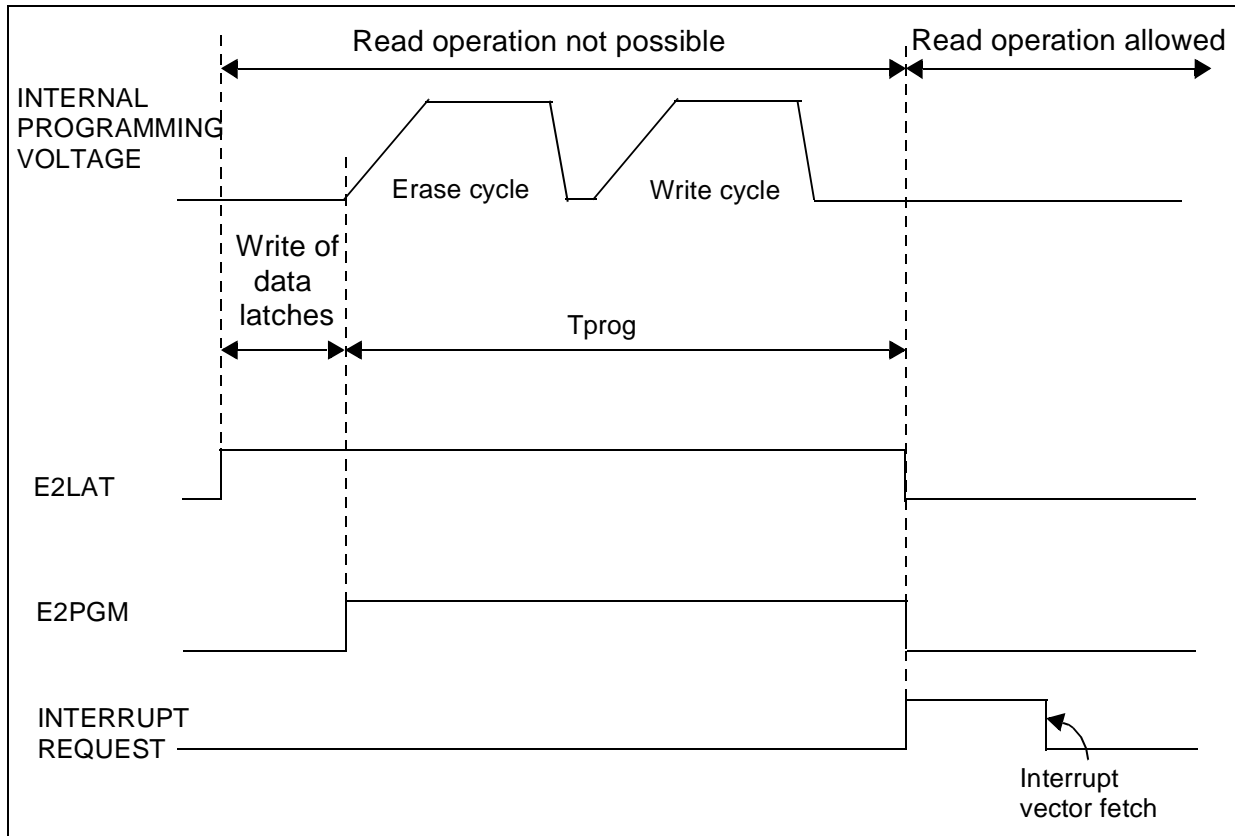 Read operation not possible
Read operation allowed
INTERNAL
PROGRAMMING
VOLTAGE
Erase cycle
Write cycle
Write of
data
latches
Tprog
E2LAT
E2PGM
INTERRUPT
REQUEST
Interrupt
vector fetch